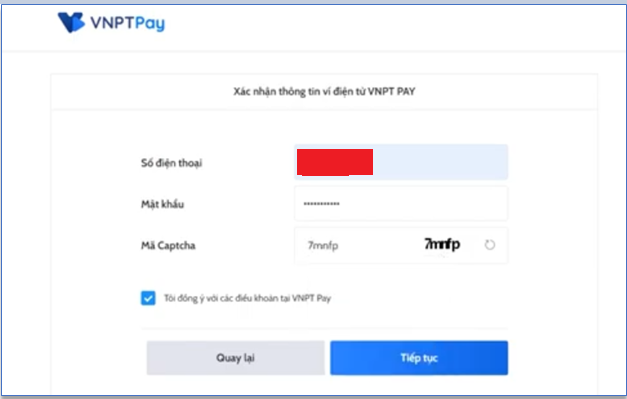 VNPTPay
Xác nhận thông tin ví điện tử VNPT PAY
Số điện thoại
Mật khẩu
•••••••••••
Mã Captcha 7mnfp 7mnfp
Tôi đồng ý với các điều khoản tại VNPT Pay
Quay lại Tiếp tục